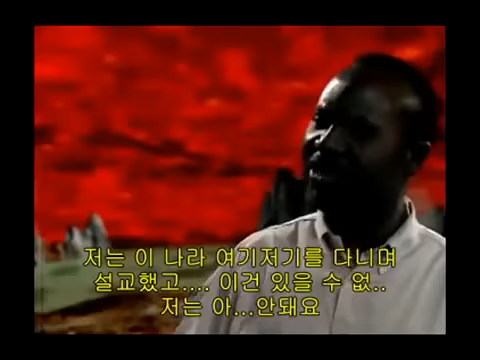 저는 이 나라 여기저기를 다니며
설교했고.... 이건 있을 수 없..
저는 아...안돼요